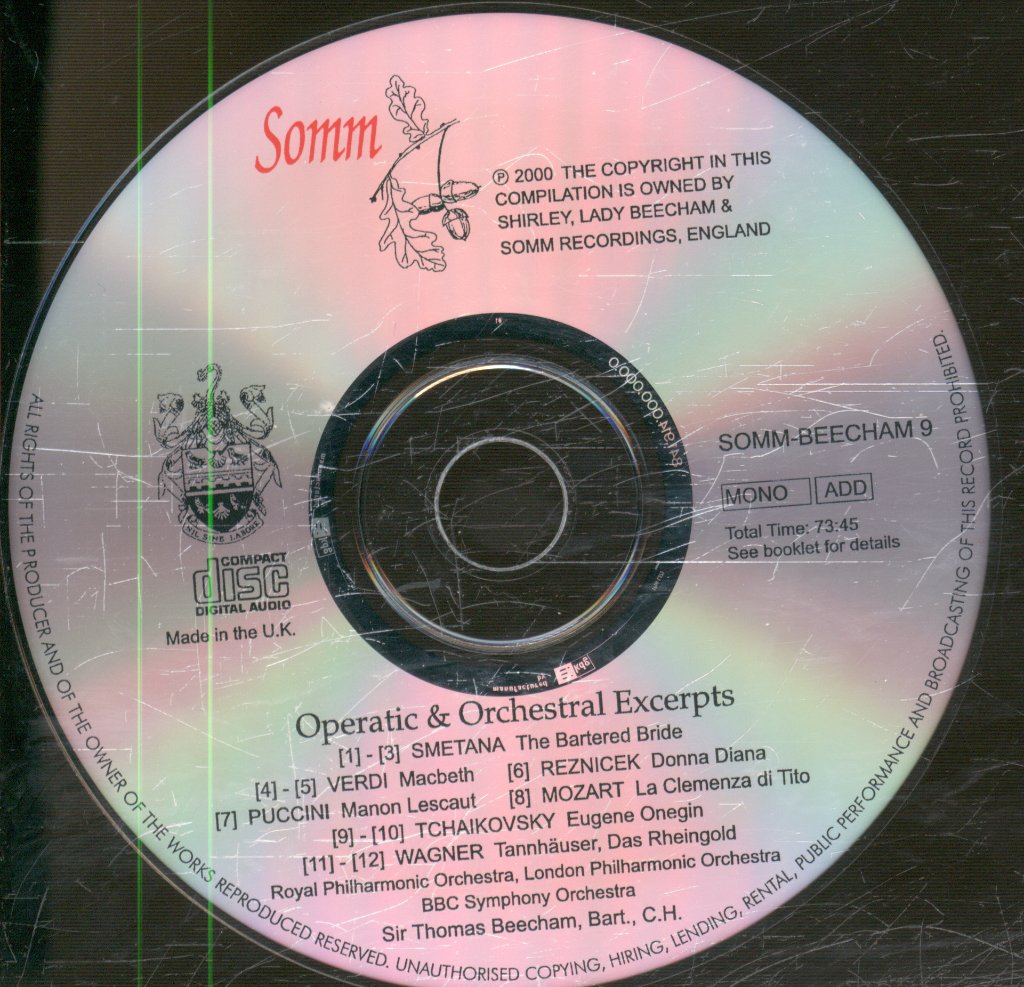 Somm
℗ 2000 THE COPYRIGHT IN THIS
COMPILATION IS OWNED BY
SHIRLEY, LADY BEECHAM &
SOMM RECORDINGS, ENGLAND
SOMM-BEECHAM 9
MONO ADD
Total Time: 73:45
See booklet for details
NIL SINE LABORE
COMPACT
disc
DIGITAL AUDIO
Made in the U.K.
Operatic & Orchestral Excerpts
[1] - [3] SMETANA The Bartered Bride
[4] - [5] VERDI Macbeth [6] REZNICEK Donna Diana
[7] PUCCINI Manon Lescaut [8] MOZART La Clemenza di Tito
[9] - [10] TCHAIKOVSKY Eugene Onegin
[11] - [12] WAGNER Tannhäuser, Das Rheingold
Royal Philharmonic Orchestra, London Philharmonic Orchestra
BBC Symphony Orchestra
Sir Thomas Beecham, Bart., C.H.
ALL RIGHTS OF THE PRODUCER AND OF THE OWNER OF THE WORKS REPRODUCED RESERVED. UNAUTHORISED COPYING, HIRING, LENDING, RENTAL, PUBLIC PERFORMANCE AND BROADCASTING OF THIS RECORD PROHIBITED.